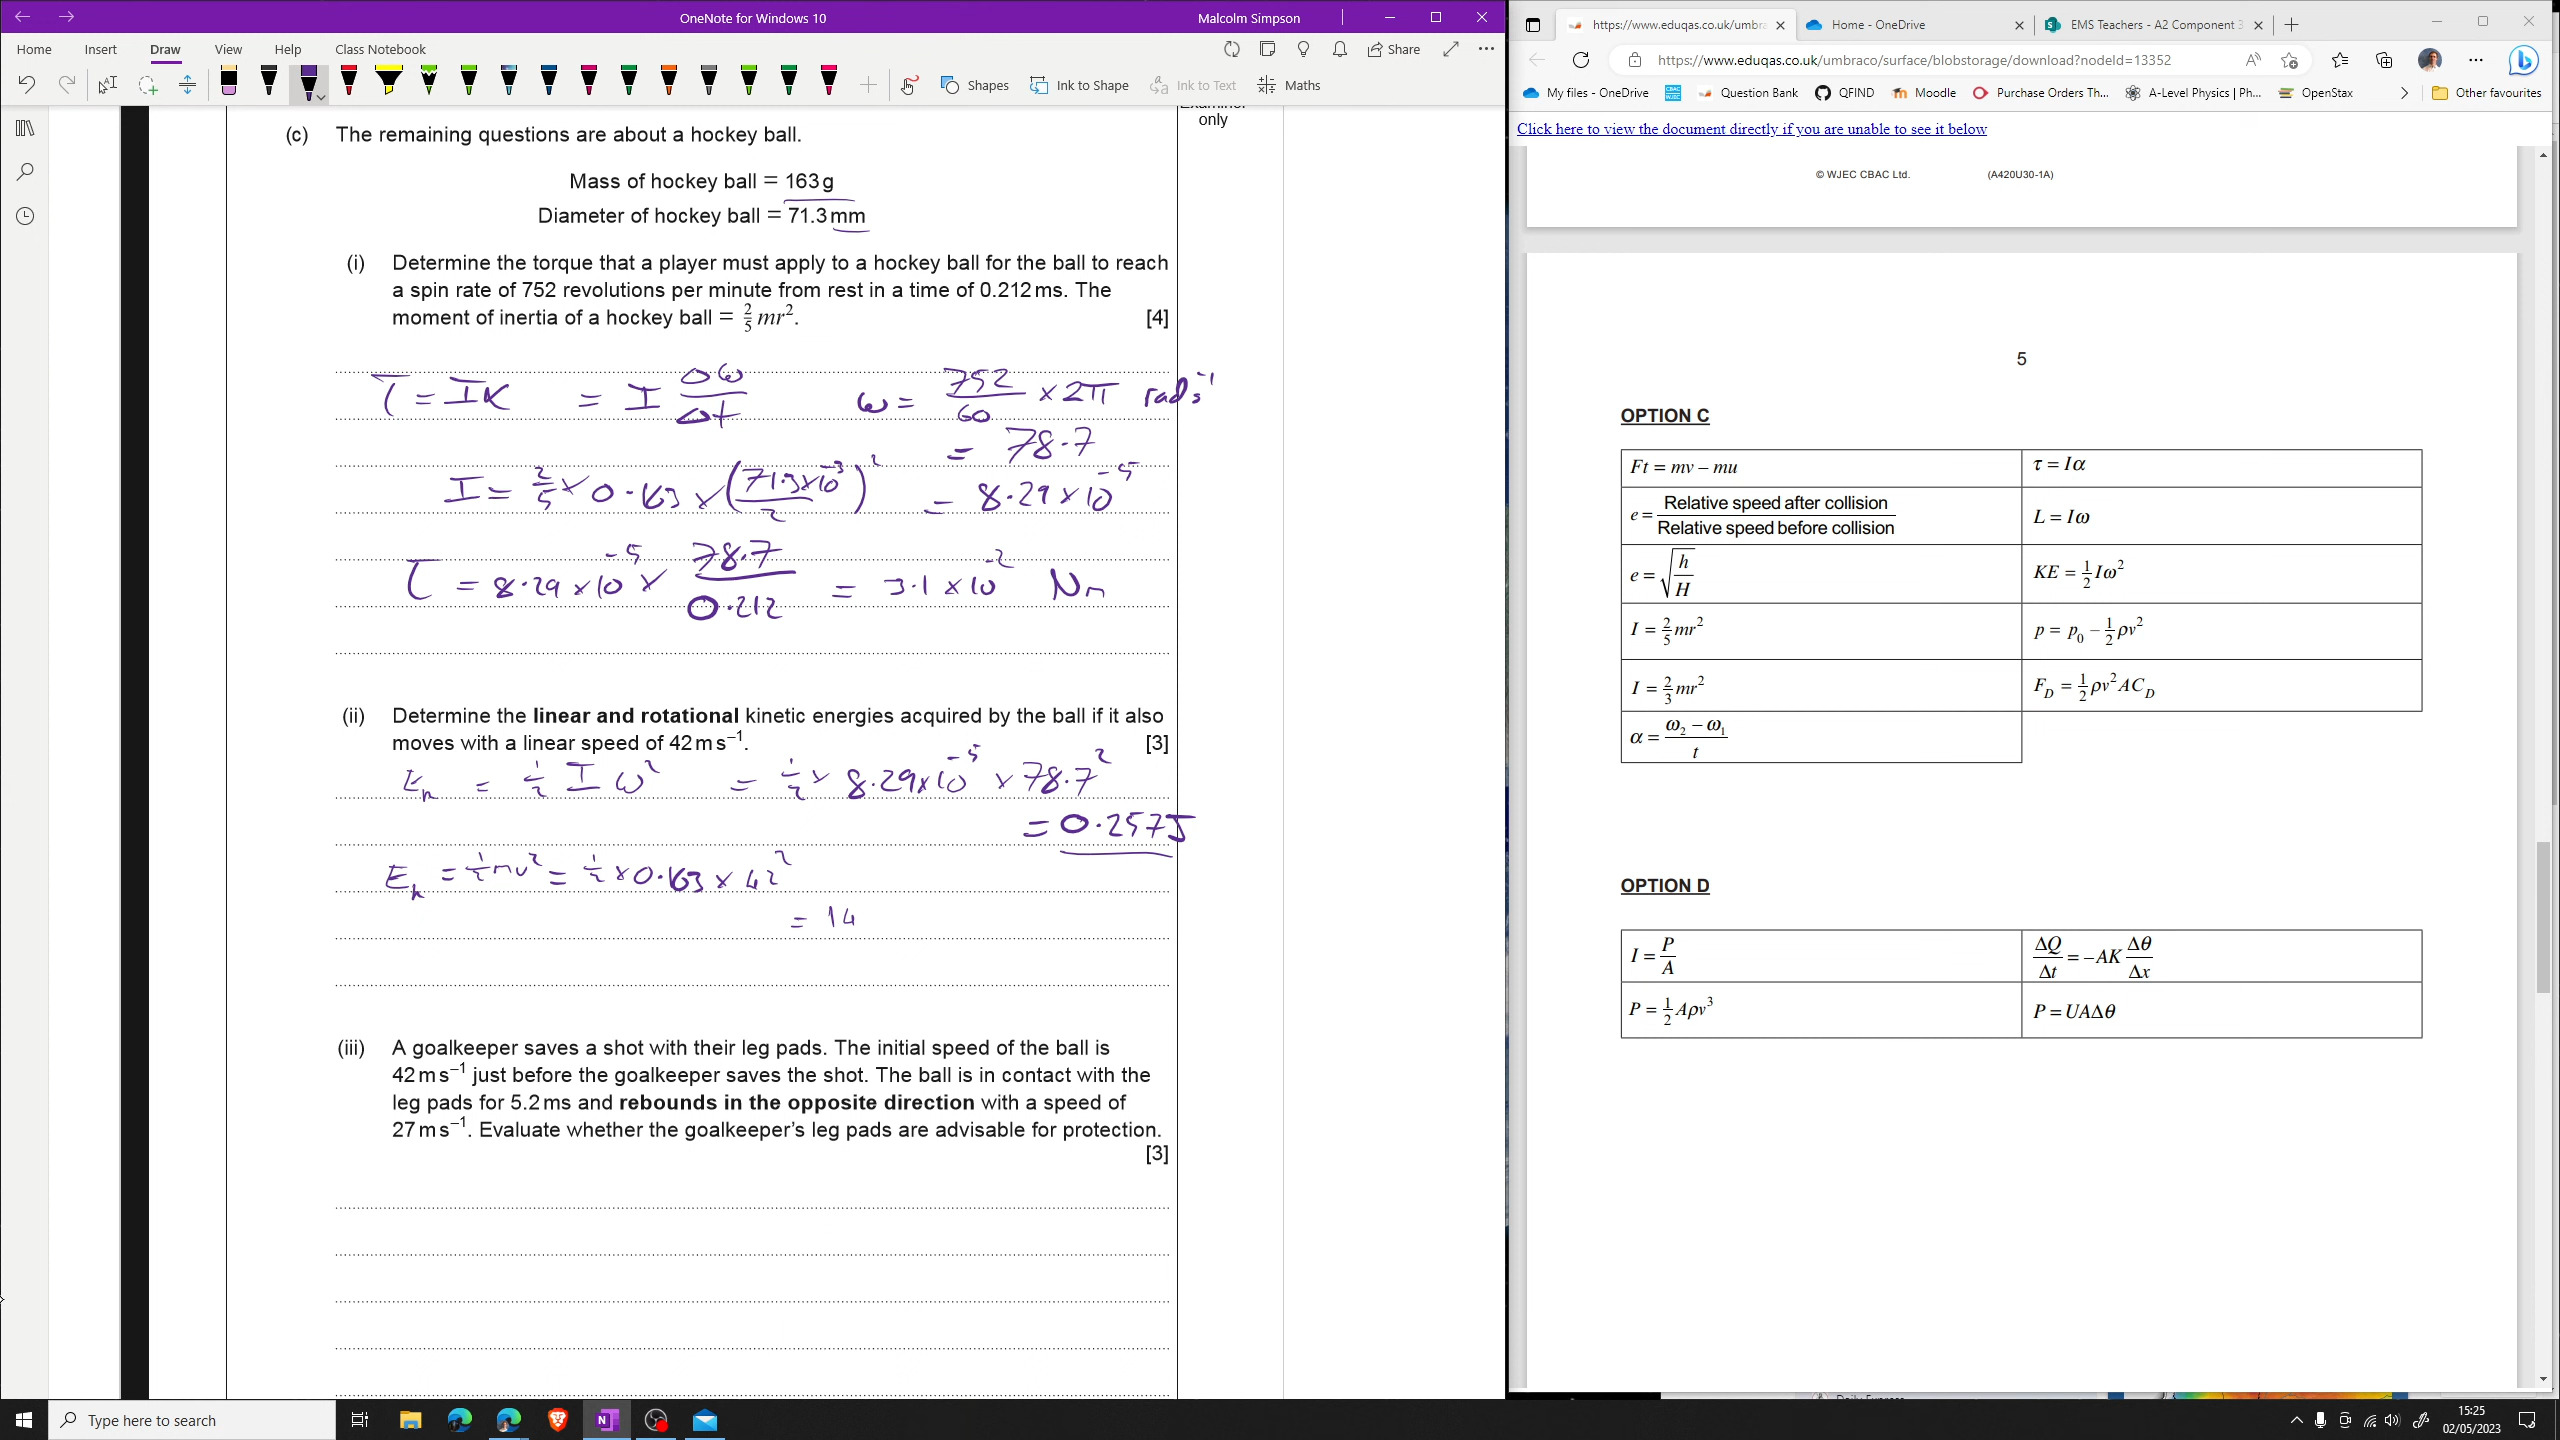 OneNote for Windows 10
Malcolm Simpson
Home Insert Draw View Help Class Notebook
Share
Shapes Ink to Shape Ink to Text Maths
Examiner
only
(c) The remaining questions are about a hockey ball.
Mass of hockey ball = 163 g
Diameter of hockey ball = 71.3 mm
(i) Determine the torque that a player must apply to a hockey ball for the ball to reach
a spin rate of 752 revolutions per minute from rest in a time of 0.212 ms. The
moment of inertia of a hockey ball = 2/5 mr². [4]
τ = Iα = I Δω/Δt ω = 752/60 × 2π rads⁻¹
= 78.7
I = 2/5 × 0.163 × (71.3×10⁻³/2)² = 8.29 × 10⁻⁵
τ = 8.29 × 10⁻⁵ × 78.7/0.212 = 3.1 × 10⁻² Nm
(ii) Determine the linear and rotational kinetic energies acquired by the ball if it also
moves with a linear speed of 42 m s⁻¹. [3]
Ek = ½ I ω² = ½ × 8.29×10⁻⁵ × 78.7²
= 0.257J
Ek = ½mv² = ½ × 0.163 × 42²
= 14
(iii) A goalkeeper saves a shot with their leg pads. The initial speed of the ball is
42 m s⁻¹ just before the goalkeeper saves the shot. The ball is in contact with the
leg pads for 5.2 ms and rebounds in the opposite direction with a speed of
27 m s⁻¹. Evaluate whether the goalkeeper's leg pads are advisable for protection.
[3]
Type here to search
https://www.eduqas.co.uk/umbra
Home - OneDrive
EMS Teachers - A2 Component 3
https://www.eduqas.co.uk/umbraco/surface/blobstorage/download?nodeId=13352
My files - OneDrive Question Bank QFIND Moodle Purchase Orders Th... A-Level Physics | Ph... OpenStax Other favourites
Click here to view the document directly if you are unable to see it below
© WJEC CBAC Ltd. (A420U30-1A)
5
OPTION C
Ft = mv – mu τ = Iα
e = Relative speed after collision / Relative speed before collision L = Iω
e = √(h/H) KE = ½Iω²
I = 2/5 mr² p = p₀ – ½ρv²
I = 2/3 mr² F_D = ½ρv²AC_D
α = (ω₂ – ω₁)/t
OPTION D
I = P/A ΔQ/Δt = –AK Δθ/Δx
P = ½Aρv³ P = UAΔθ
15:25
02/05/2023